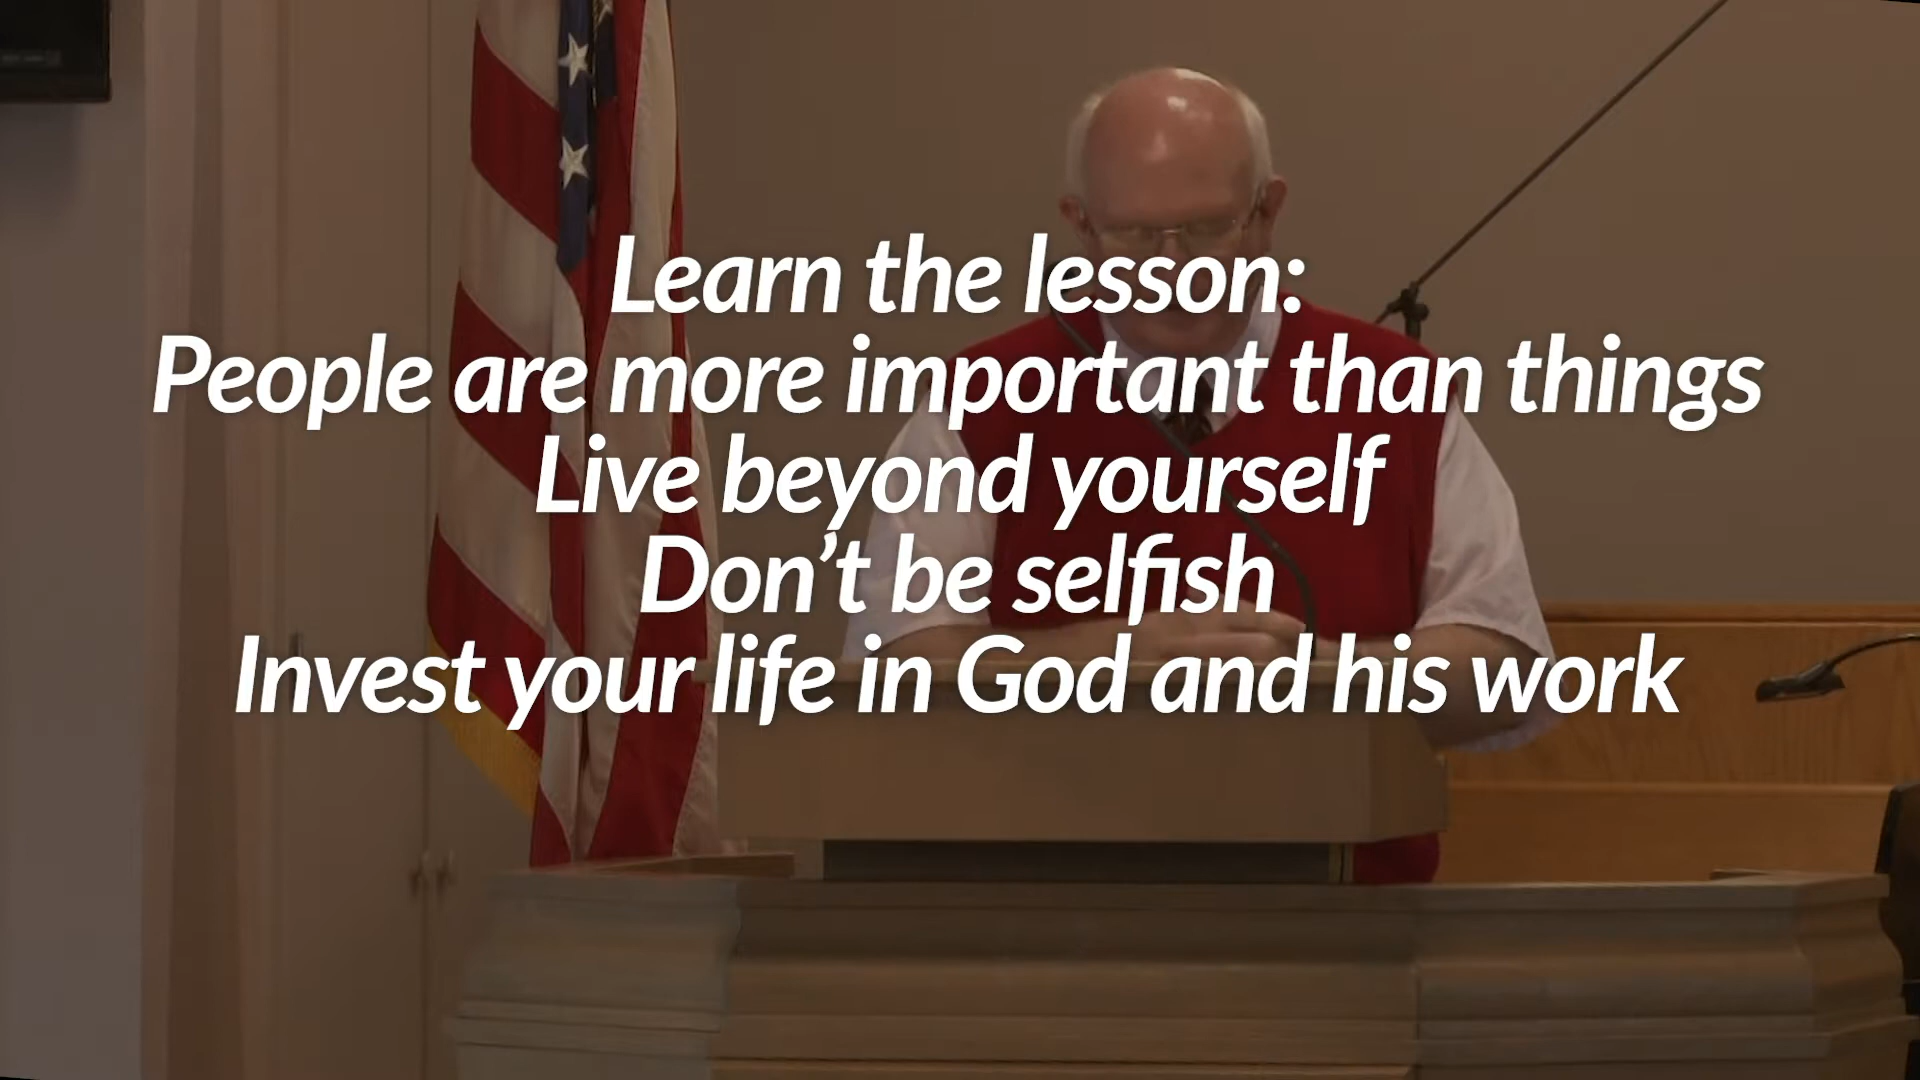 Learn the lesson:
People are more important than things
Live beyond yourself
Don’t be selfish
Invest your life in God and his work